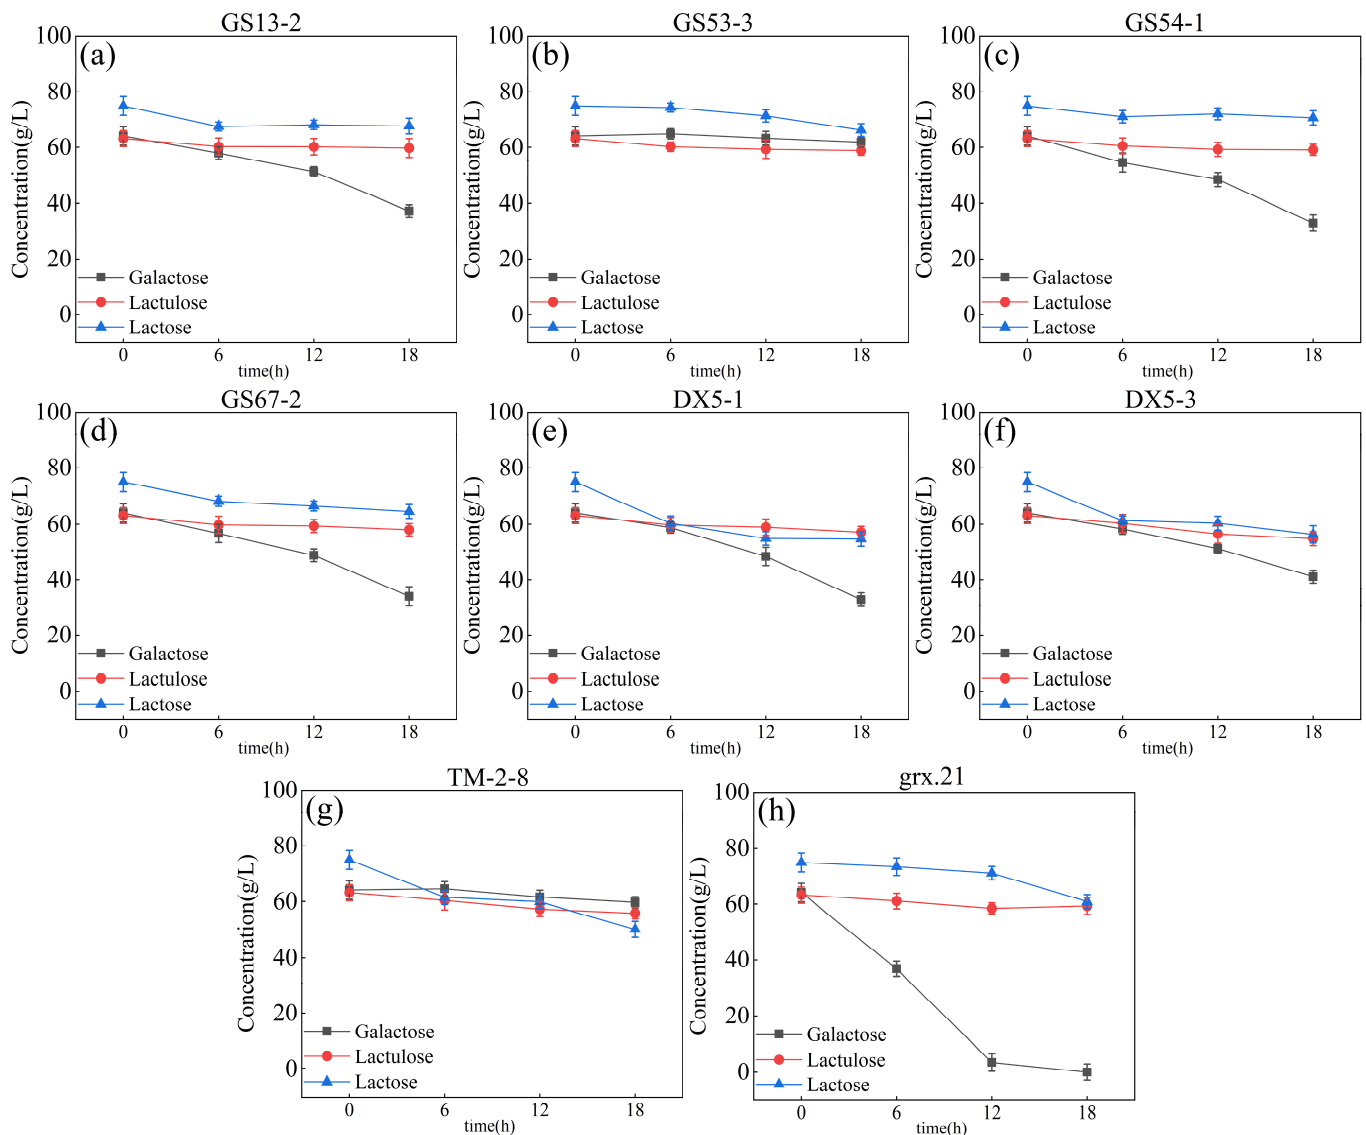 GS13-2
(a)
100
80
60
40
20
0
Concentration(g/L)
Galactose
Lactulose
Lactose
0 6 12 18
time(h)
GS53-3
(b)
100
80
60
40
20
0
Concentration(g/L)
Galactose
Lactulose
Lactose
0 6 12 18
time(h)
GS54-1
(c)
100
80
60
40
20
0
Concentration(g/L)
Galactose
Lactulose
Lactose
0 6 12 18
time(h)
GS67-2
(d)
100
80
60
40
20
0
Concentration(g/L)
Galactose
Lactulose
Lactose
0 6 12 18
time(h)
DX5-1
(e)
100
80
60
40
20
0
Concentration(g/L)
Galactose
Lactulose
Lactose
0 6 12 18
time(h)
DX5-3
(f)
100
80
60
40
20
0
Concentration(g/L)
Galactose
Lactulose
Lactose
0 6 12 18
time(h)
TM-2-8
(g)
100
80
60
40
20
0
Concentration(g/L)
Galactose
Lactulose
Lactose
0 6 12 18
time(h)
grx.21
(h)
100
80
60
40
20
0
Concentration(g/L)
Galactose
Lactulose
Lactose
0 6 12 18
time(h)